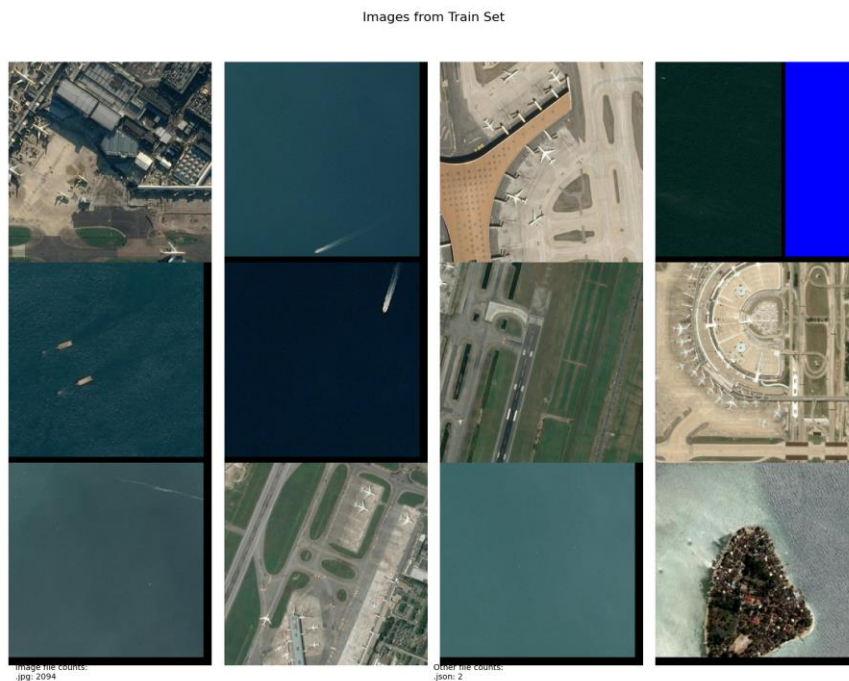 Images from Train Set
Image file counts:
.jpg: 2094
Other file counts:
.json: 2